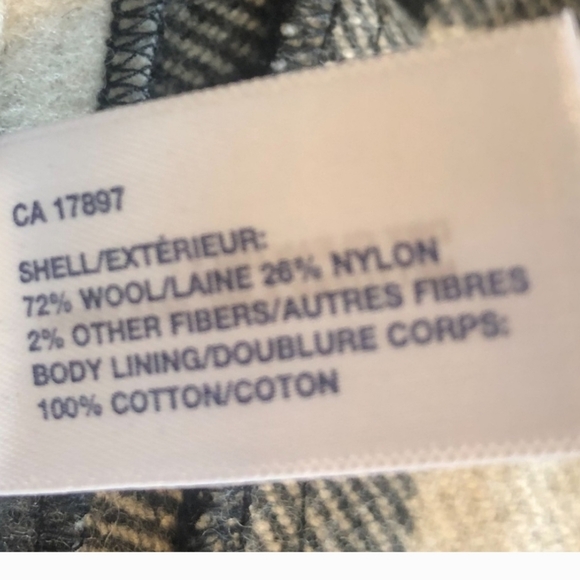 CA 17897
SHELL/EXTÉRIEUR:
72% WOOL/LAINE 26% NYLON
2% OTHER FIBERS/AUTRES FIBRES
BODY LINING/DOUBLURE CORPS:
100% COTTON/COTON